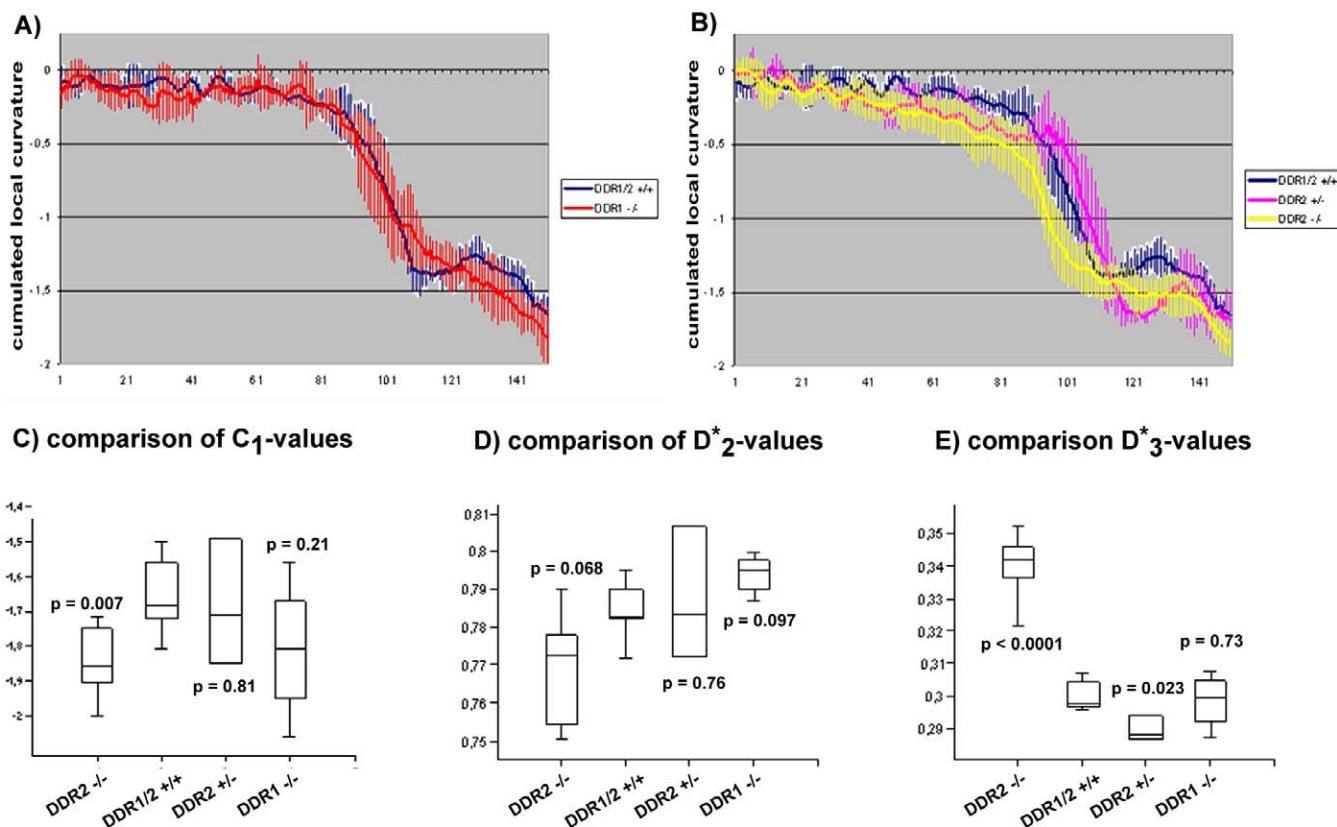 A)
cumulated local curvature
0
-0.5
-1
-1.5
-2
1 21 41 61 81 101 121 141
DDR1/2 +/+
DDR1 -/-
B)
cumulated local curvature
0
-0.5
-1
-1.5
-2
1 21 41 61 81 101 121 141
DDR1/2 +/+
DDR2 +/-
DDR2 -/-
C) comparison of C1-values
-1,4
-1,5
-1,6
-1,7
-1,8
-1,9
-2
p = 0.007
p = 0.81
p = 0.21
DDR2 -/-
DDR1/2 +/+
DDR2 +/-
DDR1 -/-
D) comparison of D*2-values
0,81
0,8
0,79
0,78
0,77
0,76
0,75
p = 0.068
p = 0.76
p = 0.097
DDR2 -/-
DDR1/2 +/+
DDR2 +/-
DDR1 -/-
E) comparison D*3-values
0,35
0,34
0,33
0,32
0,31
0,3
0,29
p < 0.0001
p = 0.023
p = 0.73
DDR2 -/-
DDR1/2 +/+
DDR2 +/-
DDR1 -/-